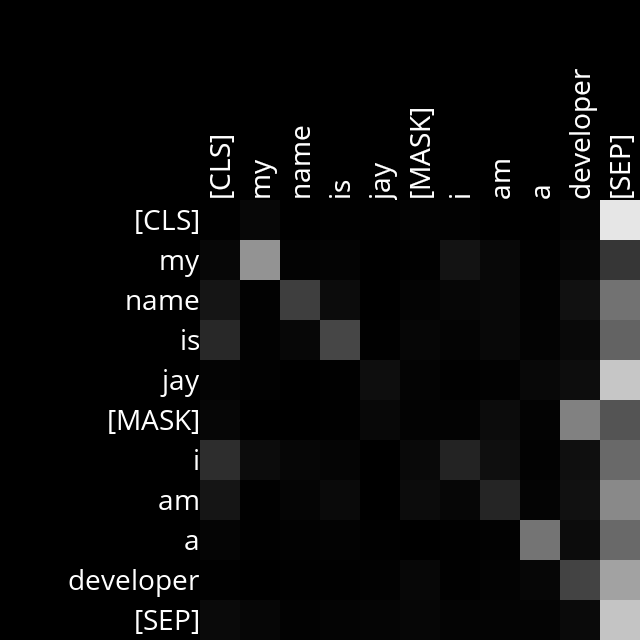 [CLS]
my
name
is
jay
[MASK]
i
am
a
developer
[SEP]
[CLS]
my
name
is
jay
[MASK]
i
am
a
developer
[SEP]